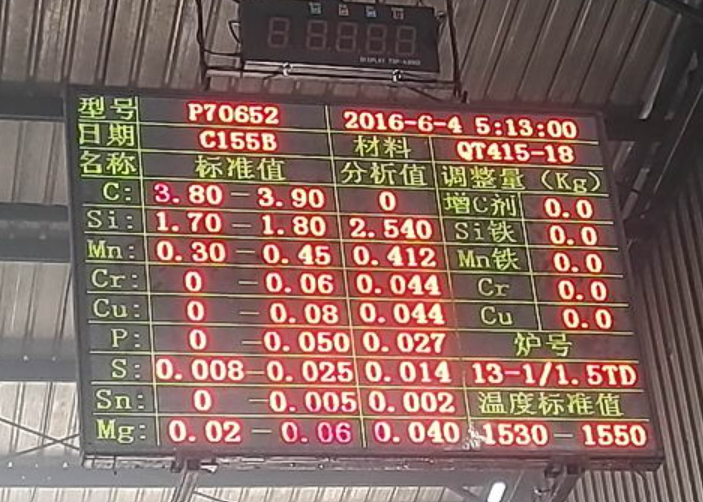 8.8888
型号 P70652 2016-6-4 5:13:00
日期 C155B 材料 QT415-18
名称 标准值 分析值 调整量 (Kg)
C: 3.80 - 3.90 0 增C剂 0.0
Si: 1.70 - 1.80 2.540 Si铁 0.0
Mn: 0.30 - 0.45 0.412 Mn铁 0.0
Cr: 0 - 0.06 0.044 Cr 0.0
Cu: 0 - 0.08 0.044 Cu 0.0
P: 0 -0.050 0.027 炉号
S: 0.008-0.025 0.014 13-1/1.5TD
Sn: 0 -0.005 0.002 温度标准值
Mg: 0.02 - 0.06 0.040 1530-1550